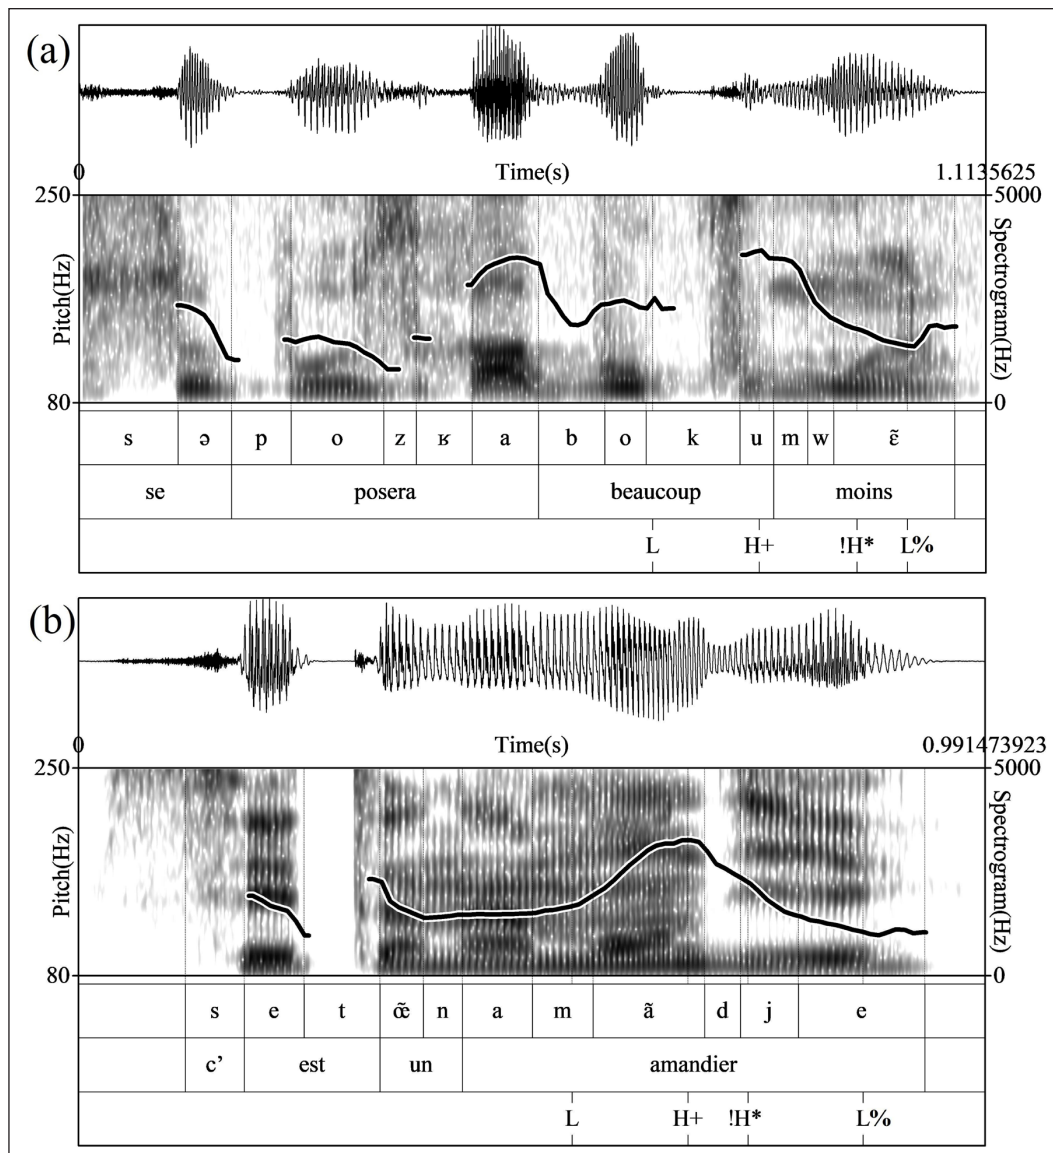 (a)
0 Time(s) 1.1135625
250 5000
Pitch(Hz) Spectrogram(Hz)
80 0
s ə p o z ʁ a b o k u m w ɛ̃
se posera beaucoup moins
L H+ !H* L%
(b)
0 Time(s) 0.991473923
250 5000
Pitch(Hz) Spectrogram(Hz)
80 0
s e t œ̃ n a m ã d j e
c’ est un amandier
L H+ !H* L%